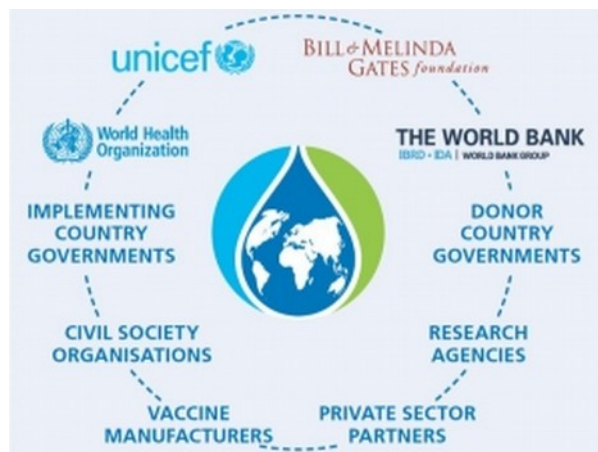 unicef
BILL & MELINDA
GATES foundation
World Health
Organization
THE WORLD BANK
IBRD • IDA | WORLD BANK GROUP
IMPLEMENTING
COUNTRY
GOVERNMENTS
DONOR
COUNTRY
GOVERNMENTS
CIVIL SOCIETY
ORGANISATIONS
RESEARCH
AGENCIES
VACCINE
MANUFACTURERS
PRIVATE SECTOR
PARTNERS